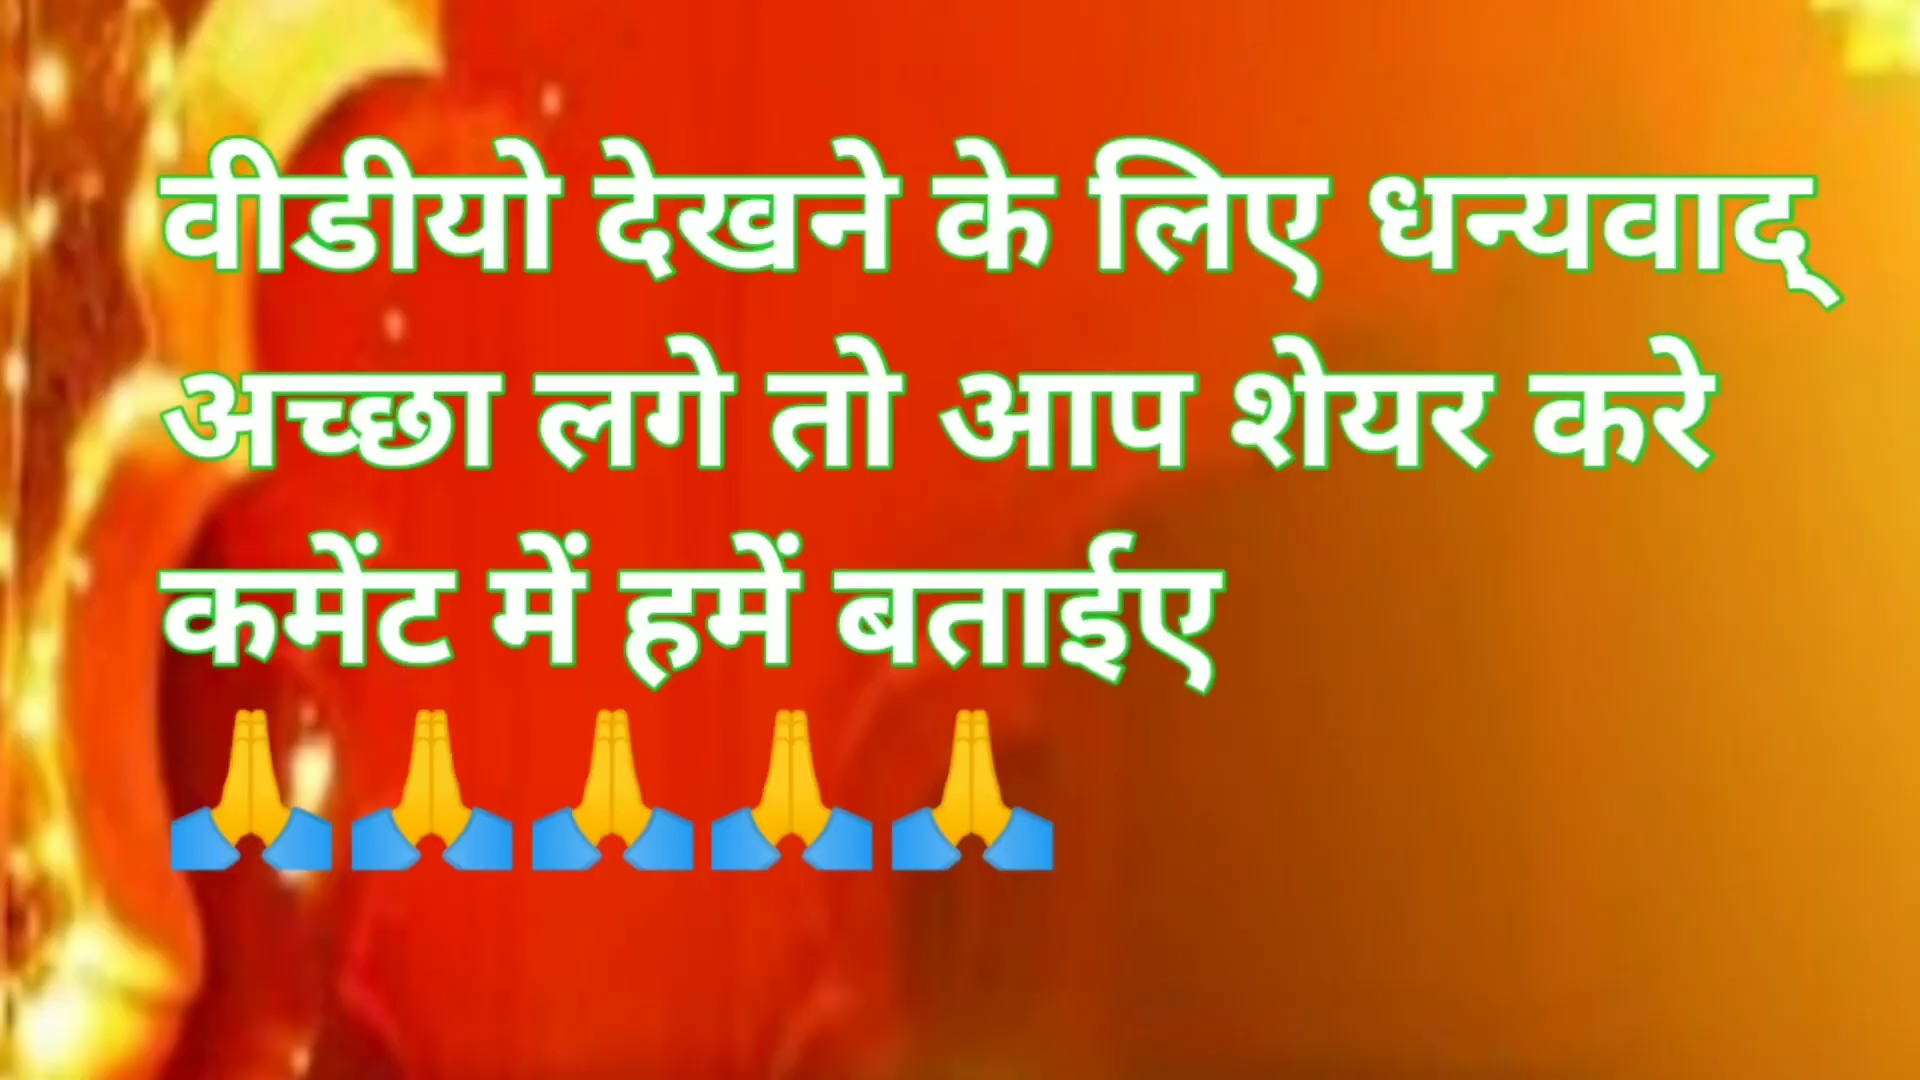 वीडीयो देखने के लिए धन्यवाद्
अच्छा लगे तो आप शेयर करे
कमेंट में हमें बताईए
🙏🙏🙏🙏🙏